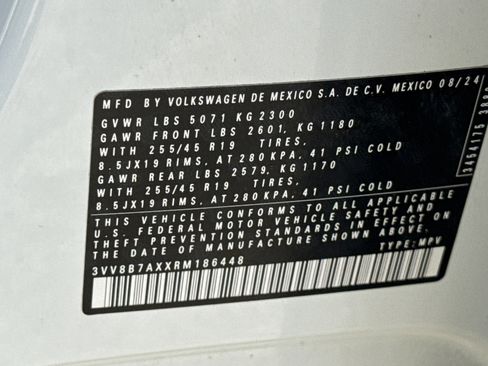 MFD BY VOLKSWAGEN DE MEXICO S.A. DE C.V. MEXICO 08/24
GVWR LBS 5071 KG 2300
GAWR FRONT LBS 2601, KG 1180
WITH 255/45 R19 TIRES.
8.5JX19 RIMS, AT 280 KPA, 41 PSI COLD
GAWR REAR LBS 2579, KG 1170
WITH 255/45 R19 TIRES.
8.5JX19 RIMS, AT 280 KPA, 41 PSI COLD
THIS VEHICLE CONFORMS TO ALL APPLICABLE
U.S. FEDERAL MOTOR VEHICLE SAFETY AND
THEFT PREVENTION STANDARDS IN EFFECT ON
THE DATE OF MANUFACTURE SHOWN ABOVE.
3VV8B7AXXRM186448 TYPE: MPV
34541175